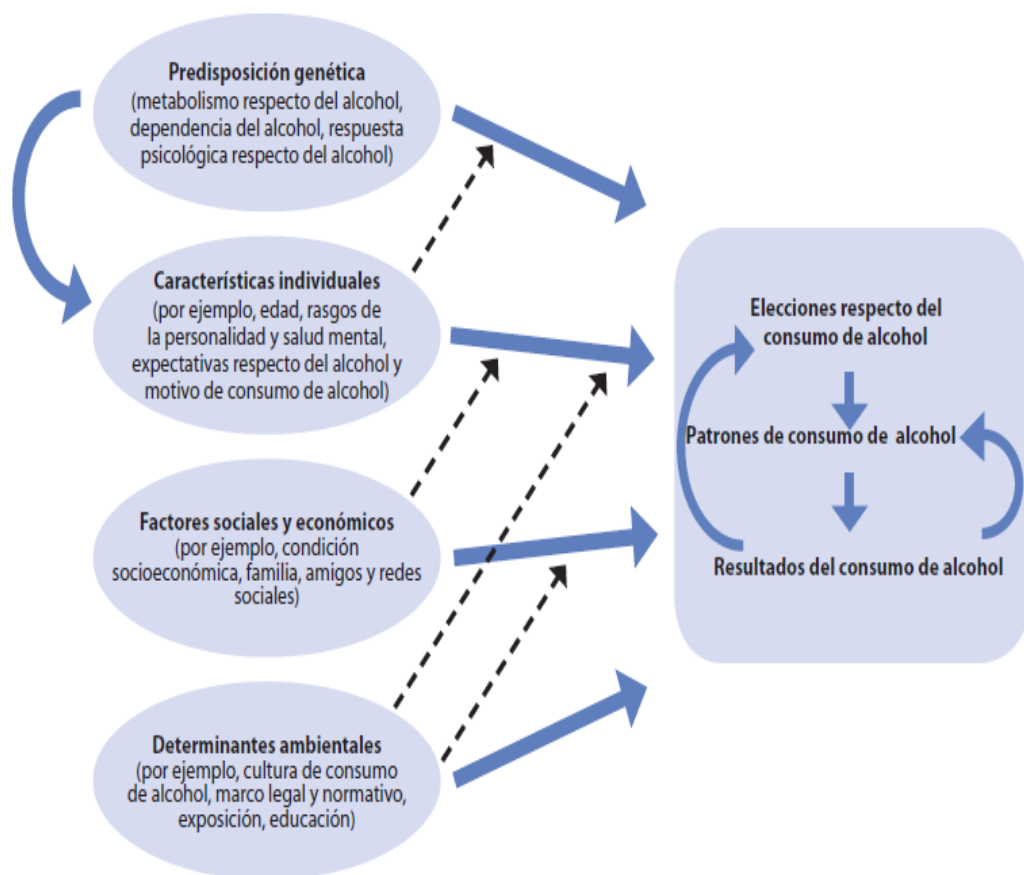 Predisposición genética
(metabolismo respecto del alcohol,
dependencia del alcohol, respuesta
psicológica respecto del alcohol)
Características individuales
(por ejemplo, edad, rasgos de
la personalidad y salud mental,
expectativas respecto del alcohol y
motivo de consumo de alcohol)
Factores sociales y económicos
(por ejemplo, condición
socioeconómica, familia, amigos y redes
sociales)
Determinantes ambientales
(por ejemplo, cultura de consumo
de alcohol, marco legal y normativo,
exposición, educación)
Elecciones respecto del
consumo de alcohol
Patrones de consumo de alcohol
Resultados del consumo de alcohol